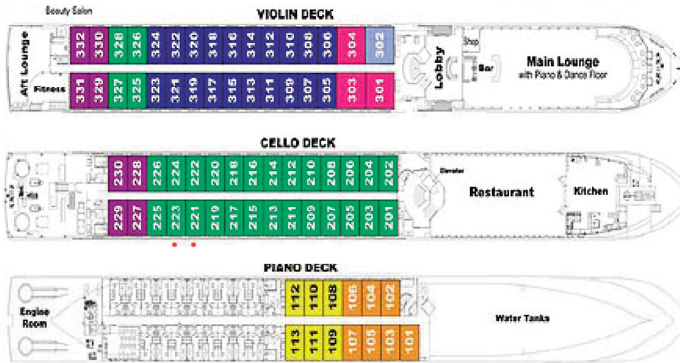 Beauty Salon
VIOLIN DECK
332 330 328 326 324 322 320 318 316 314 312 310 308 306 304 302
Art Lounge
Fitness
331 329 327 325 323 321 319 317 315 313 311 309 307 305 303 301
Lobby
Shop
Bar
Main Lounge
with Piano & Dance Floor
CELLO DECK
230 228 226 224 222 220 218 216 214 212 210 208 206 204 202
229 227 225 223 221 219 217 215 213 211 209 207 205 203 201
Elevator
Restaurant
Kitchen
PIANO DECK
Engine
Room
112 110 108 106 104 102
113 111 109 107 105 103 101
Water Tanks